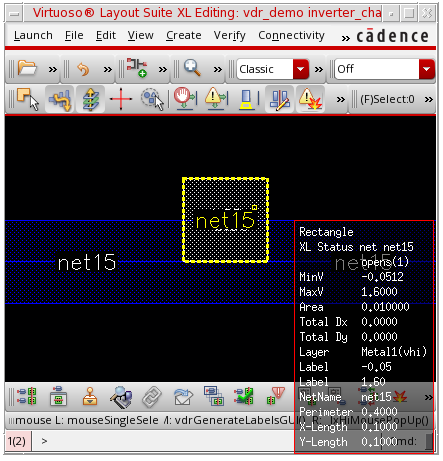 Virtuoso® Layout Suite XL Editing: vdr_demo inverter_cha
Launch File Edit View Create Verify Connectivity » cādence
» » » Classic Off
» » (F)Select:0 »
net15
net15
net15
Rectangle
XL Status net net15
opens(1)
MinV -0.0512
MaxV 1.6000
Area 0.010000
Total Dx 0.0000
Total Dy 0.0000
Layer Metal1(vhi)
Label -0.05
Label 1.60
NetName net15
Perimeter 0.4000
X-Length 0.1000
Y-Length 0.1000
»
mouse L: mouseSingleSele M: vdrGenerateLabelsGUI() R: _lxHiMousePopUp()
1(2) > md: